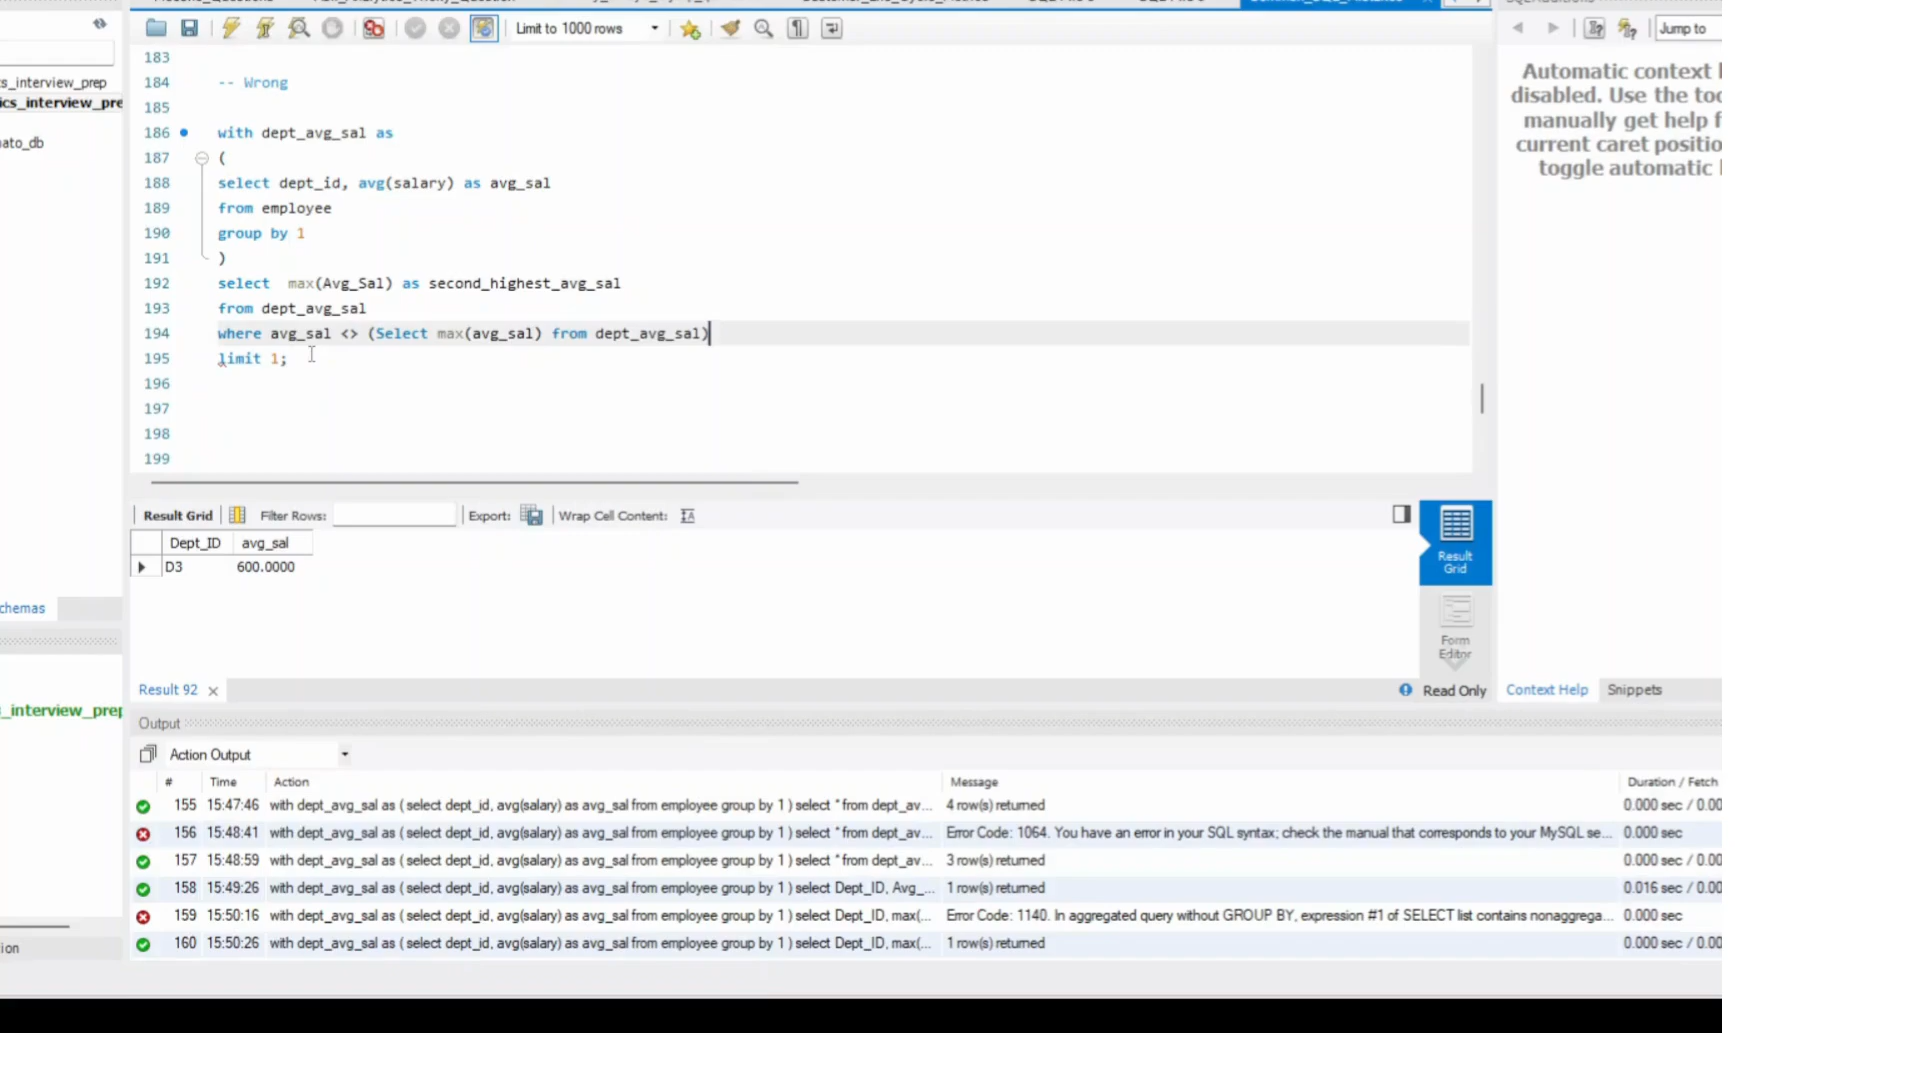 Limit to 1000 rows
Jump to
s_interview_prep
ics_interview_pre
nato_db
Automatic context
disabled. Use the too
manually get help f
current caret positio
toggle automatic
183
184 -- Wrong
185
186 with dept_avg_sal as
187 (
188 select dept_id, avg(salary) as avg_sal
189 from employee
190 group by 1
191 )
192 select max(Avg_Sal) as second_highest_avg_sal
193 from dept_avg_sal
194 where avg_sal <> (Select max(avg_sal) from dept_avg_sal)
195 limit 1;
196
197
198
199
Result Grid Filter Rows: Export: Wrap Cell Content: IA
Dept_ID avg_sal
D3 600.0000
Result
Grid
Form
Editor
chemas
Result 92
Read Only
Context Help Snippets
_interview_prep
Output
Action Output
# Time Action Message Duration / Fetch
155 15:47:46 with dept_avg_sal as ( select dept_id, avg(salary) as avg_sal from employee group by 1 ) select * from dept_av... 4 row(s) returned 0.000 sec / 0.00
156 15:48:41 with dept_avg_sal as ( select dept_id, avg(salary) as avg_sal from employee group by 1 ) select * from dept_av... Error Code: 1064. You have an error in your SQL syntax; check the manual that corresponds to your MySQL se... 0.000 sec
157 15:48:59 with dept_avg_sal as ( select dept_id, avg(salary) as avg_sal from employee group by 1 ) select * from dept_av... 3 row(s) returned 0.000 sec / 0.00
158 15:49:26 with dept_avg_sal as ( select dept_id, avg(salary) as avg_sal from employee group by 1 ) select Dept_ID, Avg_... 1 row(s) returned 0.016 sec / 0.00
159 15:50:16 with dept_avg_sal as ( select dept_id, avg(salary) as avg_sal from employee group by 1 ) select Dept_ID, max(... Error Code: 1140. In aggregated query without GROUP BY, expression #1 of SELECT list contains nonaggrega... 0.000 sec
160 15:50:26 with dept_avg_sal as ( select dept_id, avg(salary) as avg_sal from employee group by 1 ) select Dept_ID, max(... 1 row(s) returned 0.000 sec / 0.00
ion